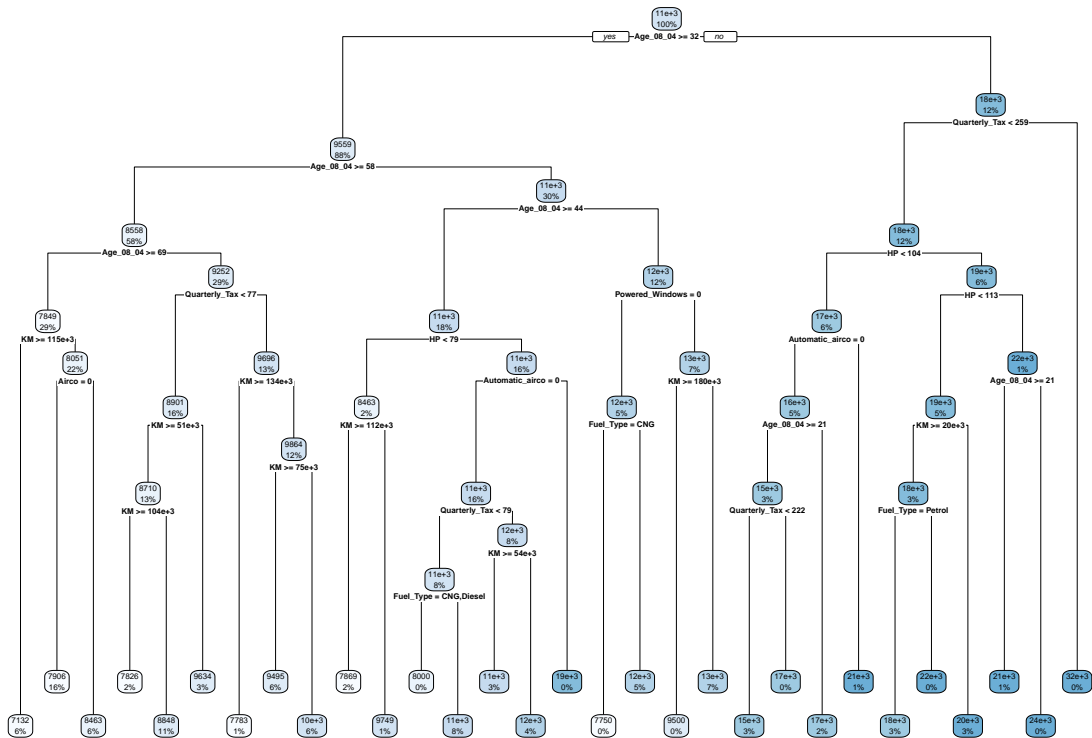 11e+3
100%
yes Age_08_04 >= 32 no
18e+3
12%
Quarterly_Tax < 259
9559
88%
Age_08_04 >= 58
11e+3
30%
Age_08_04 >= 44
8558
58%
Age_08_04 >= 69
18e+3
12%
HP < 104
9252
29%
Quarterly_Tax < 77
12e+3
12%
Powered_Windows = 0
19e+3
6%
HP < 113
7849
29%
KM >= 115e+3
11e+3
18%
HP < 79
17e+3
6%
Automatic_airco = 0
8051
22%
Airco = 0
9696
13%
KM >= 134e+3
11e+3
16%
Automatic_airco = 0
13e+3
7%
KM >= 180e+3
22e+3
1%
Age_08_04 >= 21
8901
16%
KM >= 51e+3
8463
2%
KM >= 112e+3
12e+3
5%
Fuel_Type = CNG
16e+3
5%
Age_08_04 >= 21
19e+3
5%
KM >= 20e+3
9864
12%
KM >= 75e+3
8710
13%
KM >= 104e+3
11e+3
16%
Quarterly_Tax < 79
15e+3
3%
Quarterly_Tax < 222
18e+3
3%
Fuel_Type = Petrol
12e+3
8%
KM >= 54e+3
11e+3
8%
Fuel_Type = CNG,Diesel
7906 7826 9634 9495 7869 8000 11e+3 19e+3 12e+3 13e+3 17e+3 21e+3 22e+3 21e+3 32e+3
16% 2% 3% 6% 2% 0% 3% 0% 5% 7% 0% 1% 0% 1% 0%
7132 8463 8848 7783 10e+3 9749 11e+3 12e+3 7750 9500 15e+3 17e+3 18e+3 20e+3 24e+3
6% 6% 11% 1% 6% 1% 8% 4% 0% 0% 3% 2% 3% 3% 0%